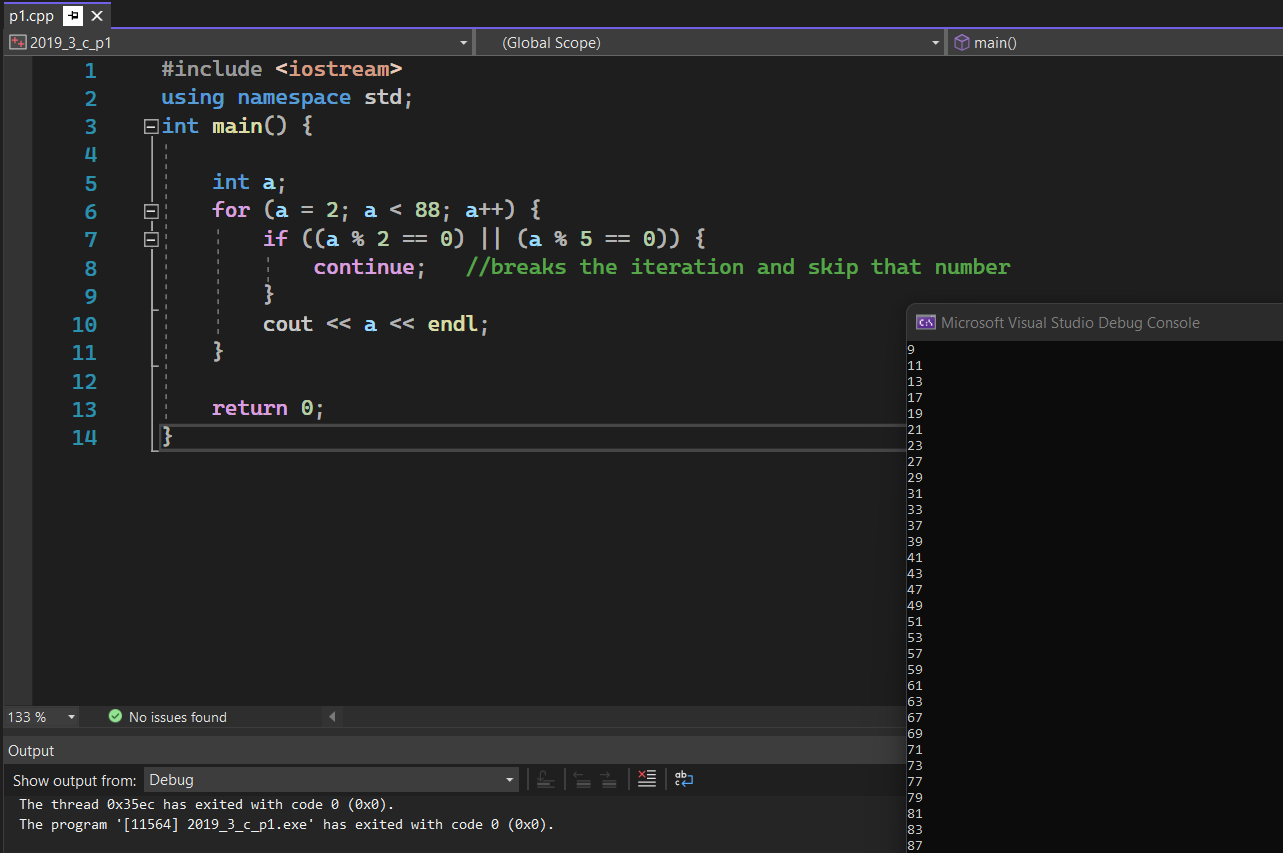 p1.cpp
2019_3_c_p1
(Global Scope)
main()
1 #include <iostream>
2 using namespace std;
3 int main() {
4
5 int a;
6 for (a = 2; a < 88; a++) {
7 if ((a % 2 == 0) || (a % 5 == 0)) {
8 continue; //breaks the iteration and skip that number
9 }
10 cout << a << endl;
11 }
12
13 return 0;
14 }
133 %
No issues found
Output
Show output from: Debug
The thread 0x35ec has exited with code 0 (0x0).
The program '[11564] 2019_3_c_p1.exe' has exited with code 0 (0x0).
Microsoft Visual Studio Debug Console
9
11
13
17
19
21
23
27
29
31
33
37
39
41
43
47
49
51
53
57
59
61
63
67
69
71
73
77
79
81
83
87